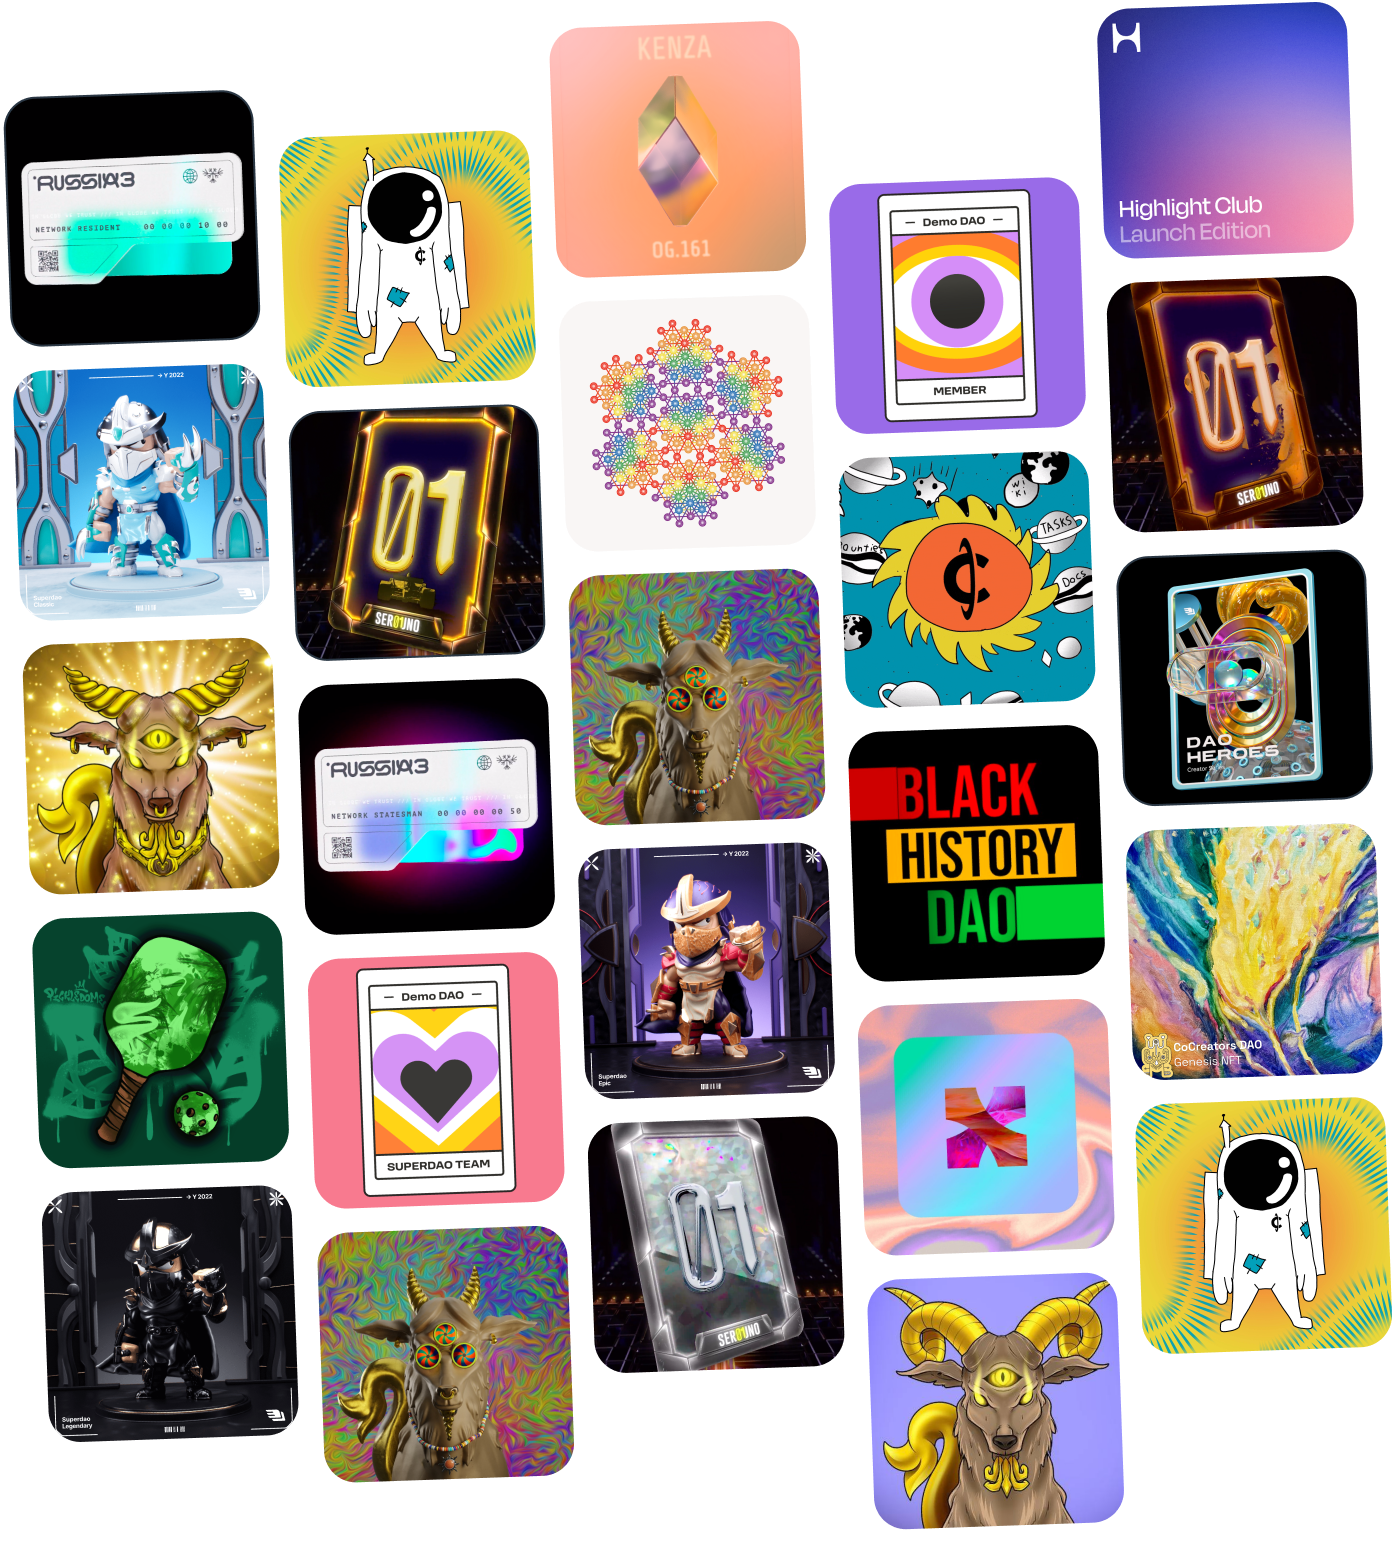 RUSSIA3
NETWORK RESIDENT 00 00 00 10 00
Y 2022
Superdao
Classic
PICKLEDOME
Y 2022
Superdao
Legendary
¢
01
SERØUNO
RUSSIA3
NETWORK STATESMAN 00 00 00 00 50
Demo DAO
SUPERDAO TEAM
KENZA
OG.161
Y 2022
Superdao
Epic
01
SERØUNO
Demo DAO
MEMBER
WIKI
TASKS
Docs
¢
BLACK
HISTORY
DAO
Highlight Club
Launch Edition
01
SERØUNO
DAO
HEROES
CoCreators DAO
Genesis NFT
¢